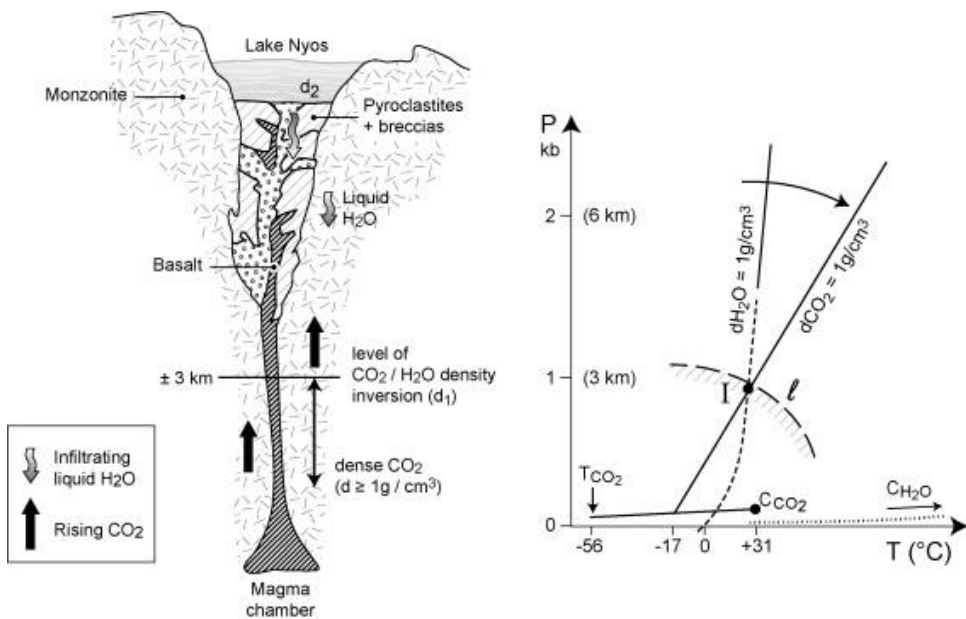 Lake Nyos
d₂
Monzonite
Pyroclastites
+ breccias
Liquid
H₂O
Basalt
± 3 km
level of
CO₂ / H₂O density
inversion (d₁)
dense CO₂
(d ≥ 1g / cm³)
Magma
chamber
Infiltrating
liquid H₂O
Rising CO₂
P
kb
2
(6 km)
1
(3 km)
0
dH₂O = 1g/cm³
dCO₂ = 1g/cm³
I
ℓ
TCO₂
CCO₂
CH₂O
-56
-17
0
+31
T (°C)